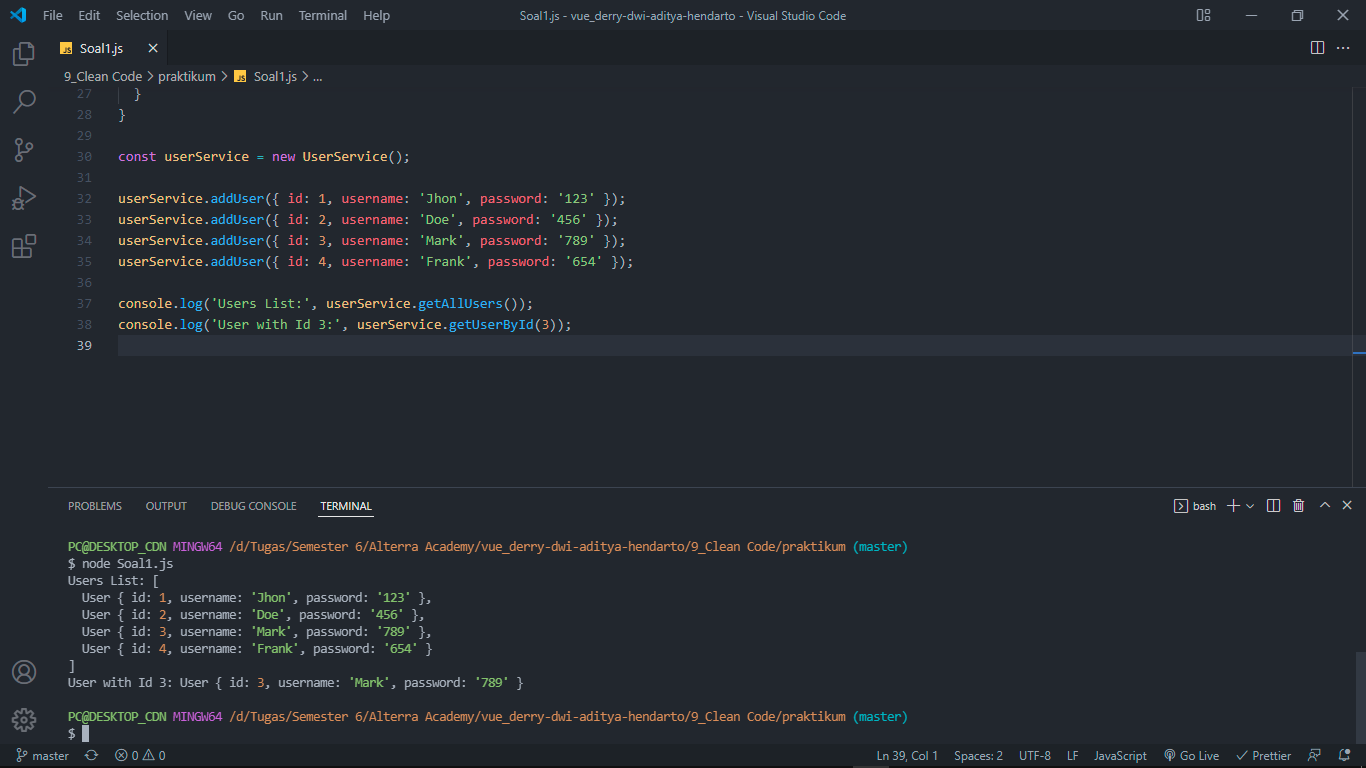 File Edit Selection View Go Run Terminal Help Soal1.js - vue_derry-dwi-aditya-hendarto - Visual Studio Code
JS Soal1.js
9_Clean Code > praktikum > JS Soal1.js > ...
27 }
28 }
29
30 const userService = new UserService();
31
32 userService.addUser({ id: 1, username: 'Jhon', password: '123' });
33 userService.addUser({ id: 2, username: 'Doe', password: '456' });
34 userService.addUser({ id: 3, username: 'Mark', password: '789' });
35 userService.addUser({ id: 4, username: 'Frank', password: '654' });
36
37 console.log('Users List:', userService.getAllUsers());
38 console.log('User with Id 3:', userService.getUserById(3));
39
PROBLEMS OUTPUT DEBUG CONSOLE TERMINAL bash
PC@DESKTOP_CDN MINGW64 /d/Tugas/Semester 6/Alterra Academy/vue_derry-dwi-aditya-hendarto/9_Clean Code/praktikum (master)
$ node Soal1.js
Users List: [
User { id: 1, username: 'Jhon', password: '123' },
User { id: 2, username: 'Doe', password: '456' },
User { id: 3, username: 'Mark', password: '789' },
User { id: 4, username: 'Frank', password: '654' }
]
User with Id 3: User { id: 3, username: 'Mark', password: '789' }
PC@DESKTOP_CDN MINGW64 /d/Tugas/Semester 6/Alterra Academy/vue_derry-dwi-aditya-hendarto/9_Clean Code/praktikum (master)
$
master 0 0 Ln 39, Col 1 Spaces: 2 UTF-8 LF JavaScript Go Live Prettier